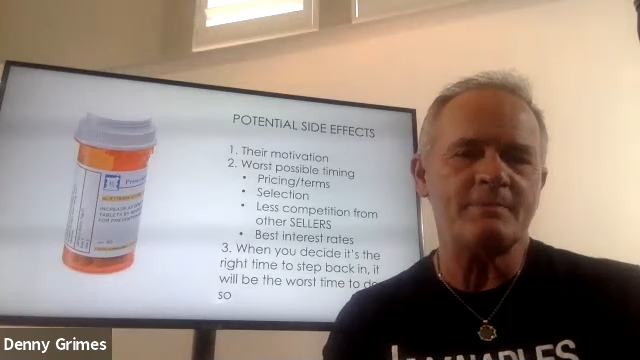 POTENTIAL SIDE EFFECTS
1. Their motivation
2. Worst possible timing
• Pricing/terms
• Selection
• Less competition from
other SELLERS
• Best interest rates
3. When you decide it's the
right time to step back in, it
will be the worst time to do
so
Denny Grimes